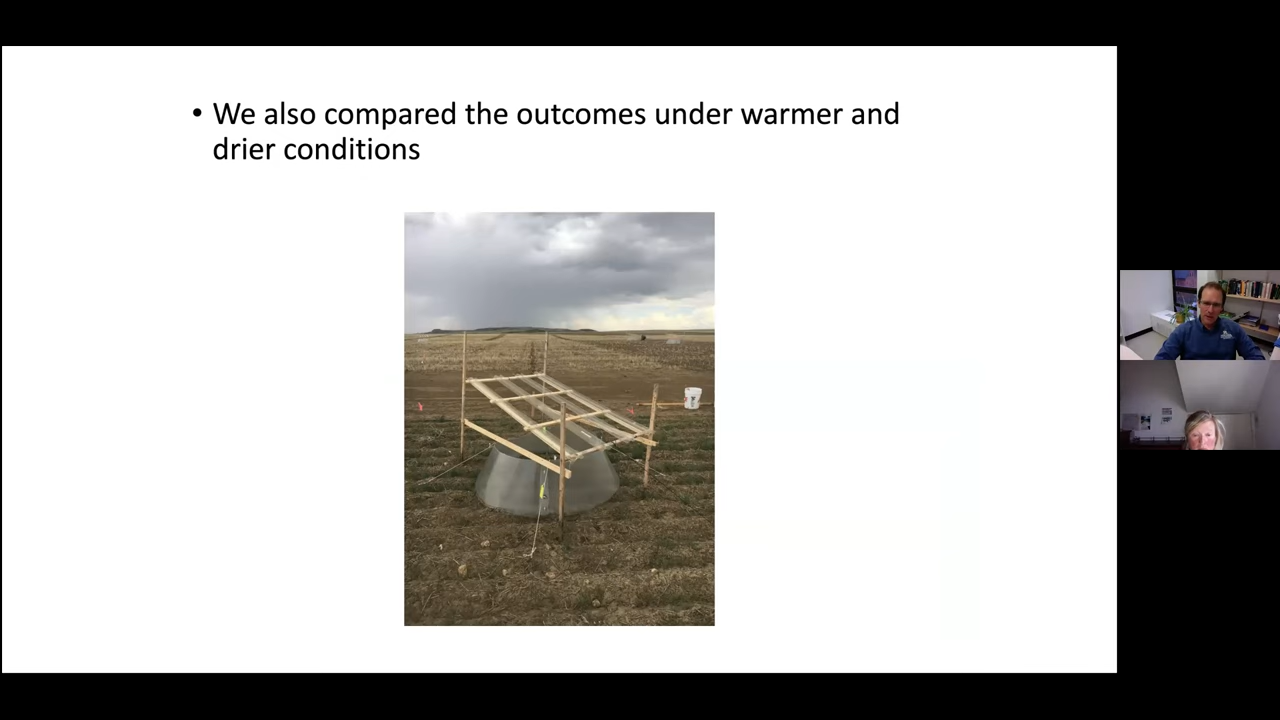 • We also compared the outcomes under warmer and
drier conditions